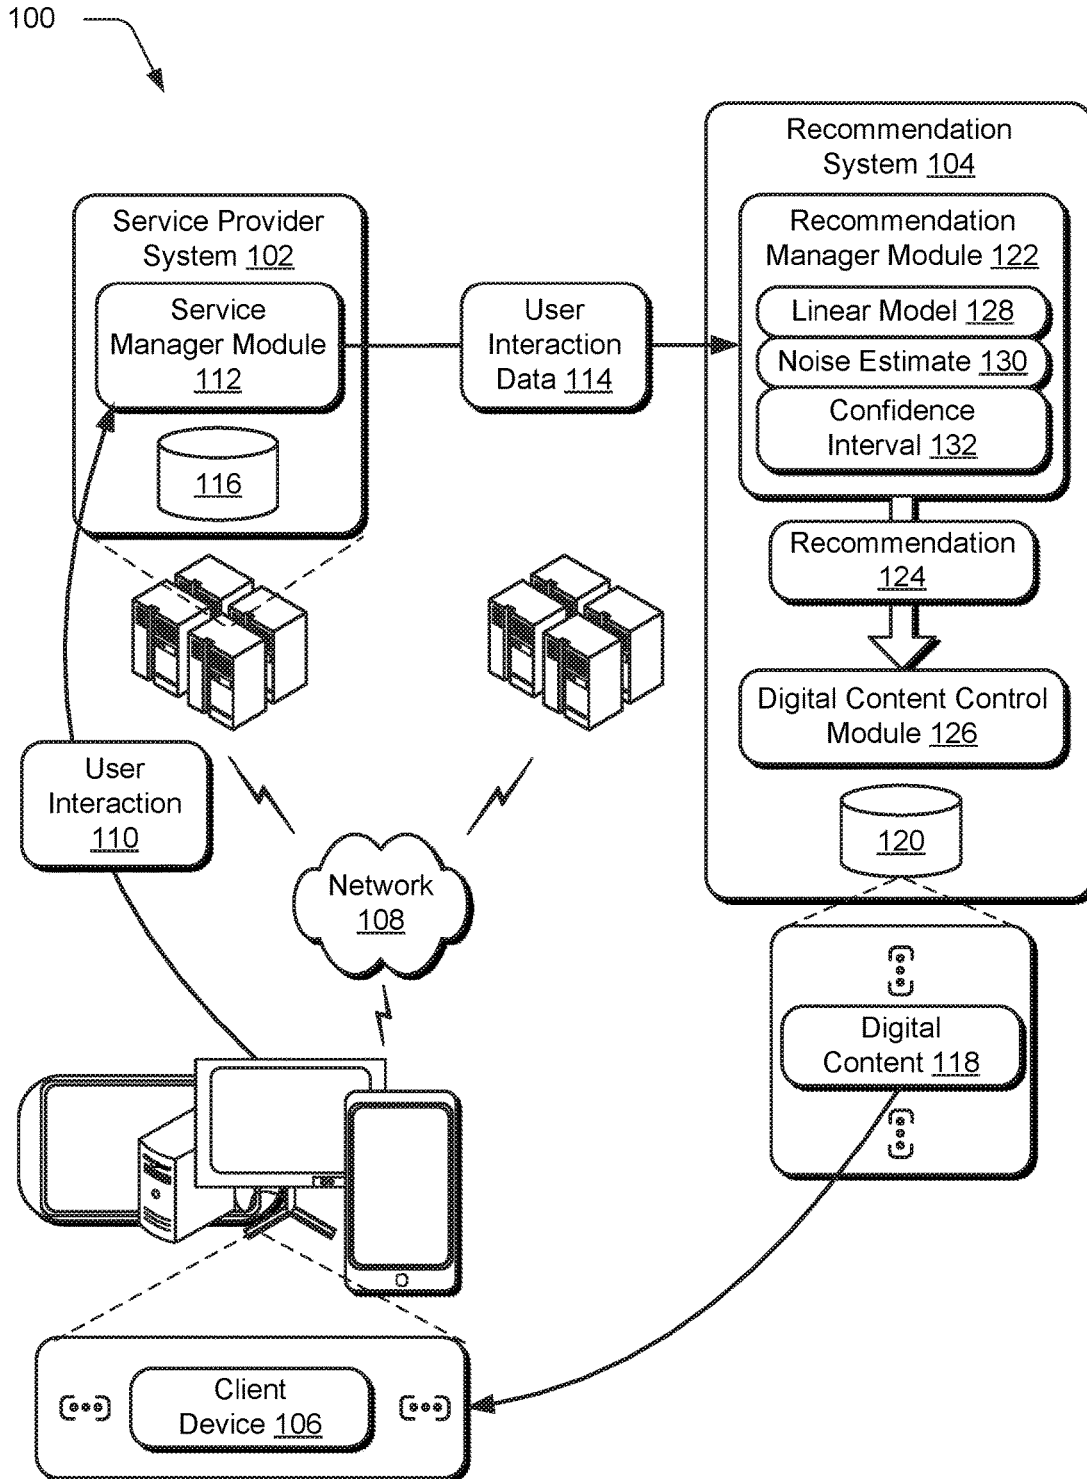 100
Recommendation
System 104
Recommendation
Manager Module 122
Linear Model 128
Noise Estimate 130
Confidence
Interval 132
Service Provider
System 102
Service
Manager Module
112
116
User
Interaction
Data 114
Recommendation
124
Digital Content Control
Module 126
120
User
Interaction
110
Network
108
Digital
Content 118
Client
Device 106